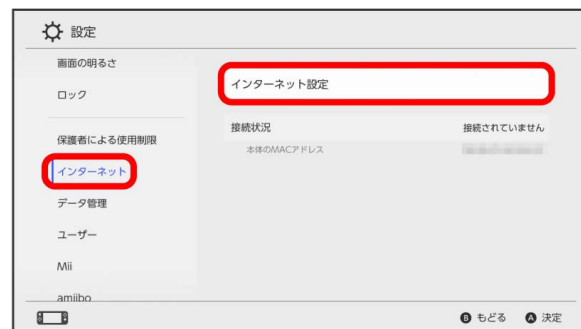 設定
画面の明るさ
ロック
保護者による使用制限
インターネット
データ管理
ユーザー
Mii
amiibo
インターネット設定
接続状況 接続されていません
本体のMACアドレス
B もどる A 決定